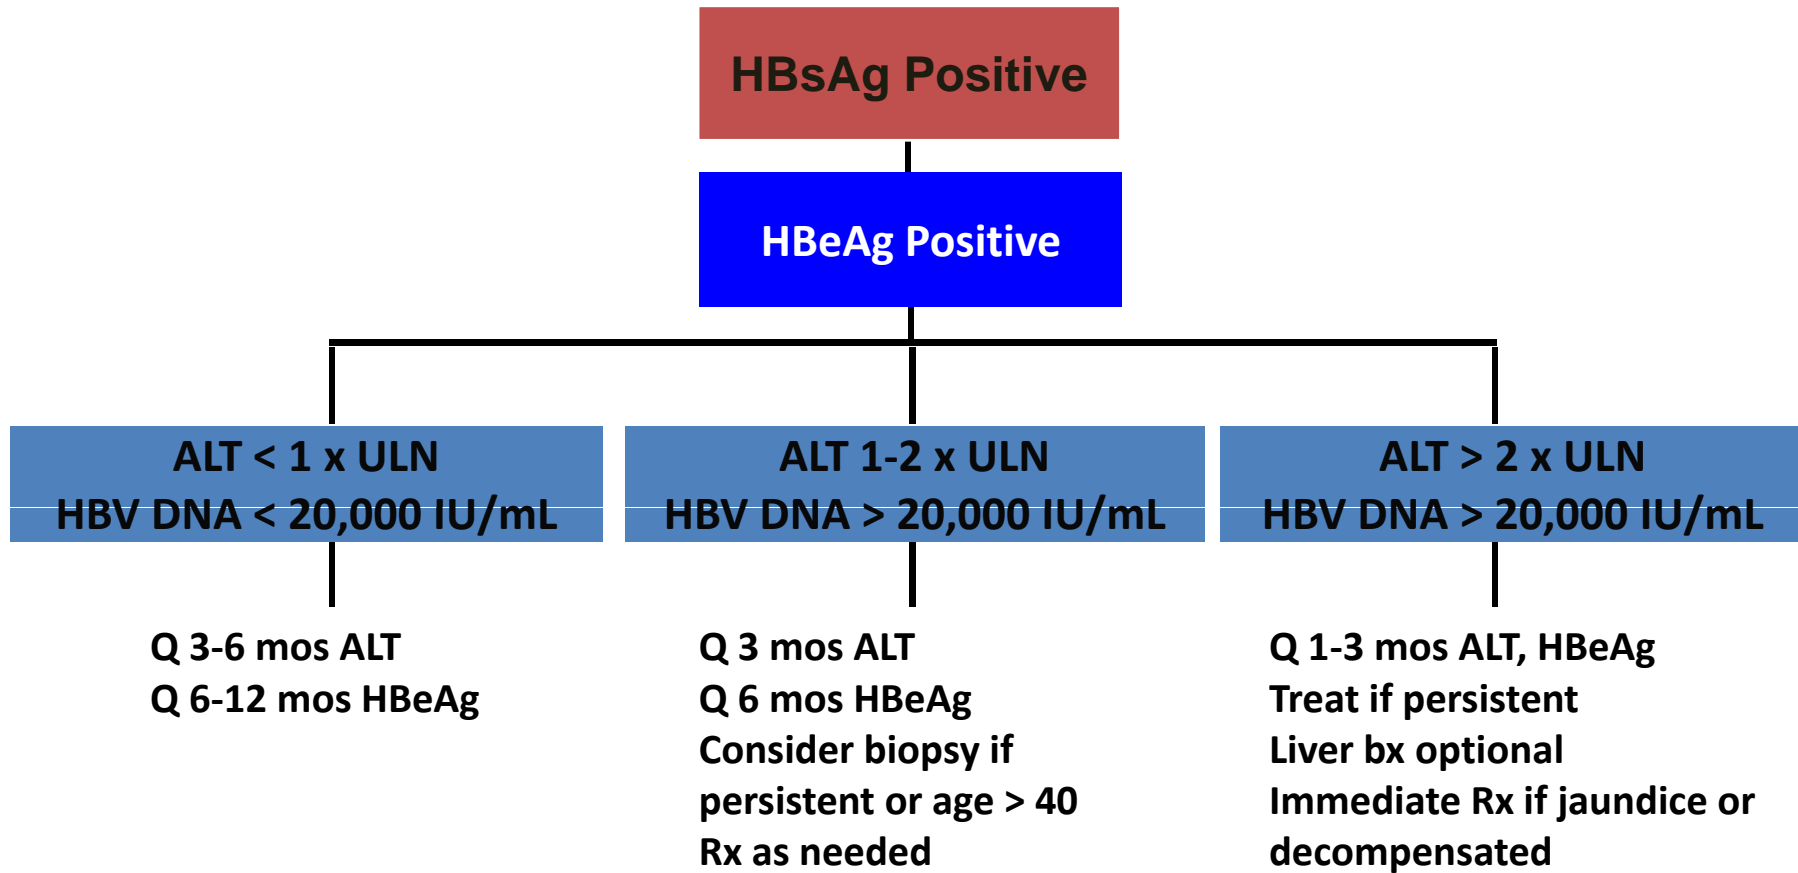 HBsAg Positive
HBeAg Positive
ALT < 1 x ULN
HBV DNA < 20,000 IU/mL
ALT 1-2 x ULN
HBV DNA > 20,000 IU/mL
ALT > 2 x ULN
HBV DNA > 20,000 IU/mL
Q 3-6 mos ALT
Q 6-12 mos HBeAg
Q 3 mos ALT
Q 6 mos HBeAg
Consider biopsy if
persistent or age > 40
Rx as needed
Q 1-3 mos ALT, HBeAg
Treat if persistent
Liver bx optional
Immediate Rx if jaundice or
decompensated